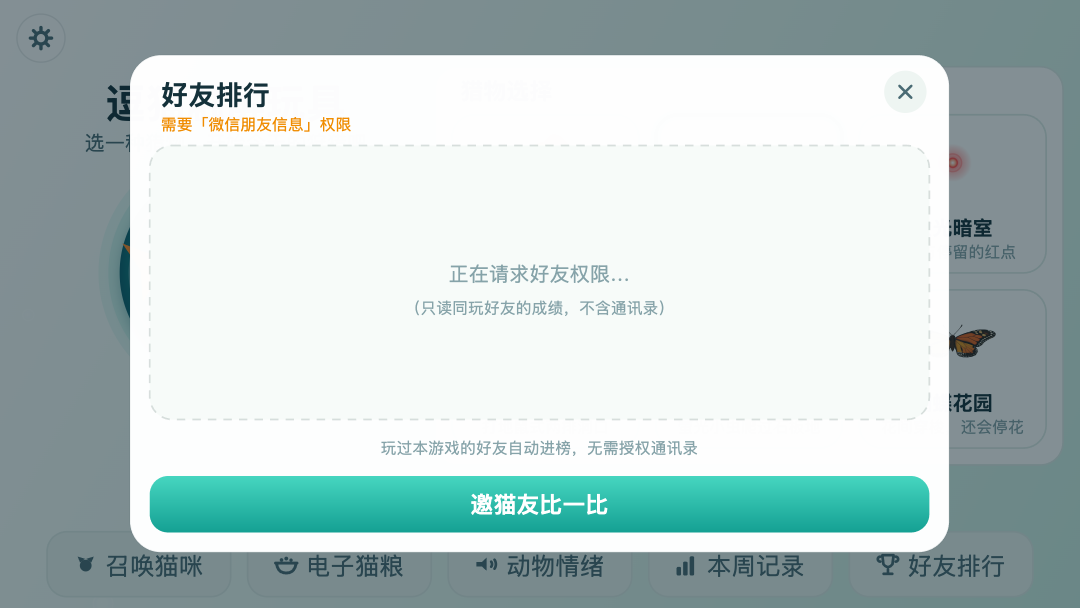 好友排行
需要「微信朋友信息」权限
选一
正在请求好友权限...
（只读同玩好友的成绩，不含通讯录）
暗室
留的红点
花园
还会停花
玩过本游戏的好友自动进榜，无需授权通讯录
邀猫友比一比
召唤猫咪
电子猫粮
动物情绪
本周记录
好友排行